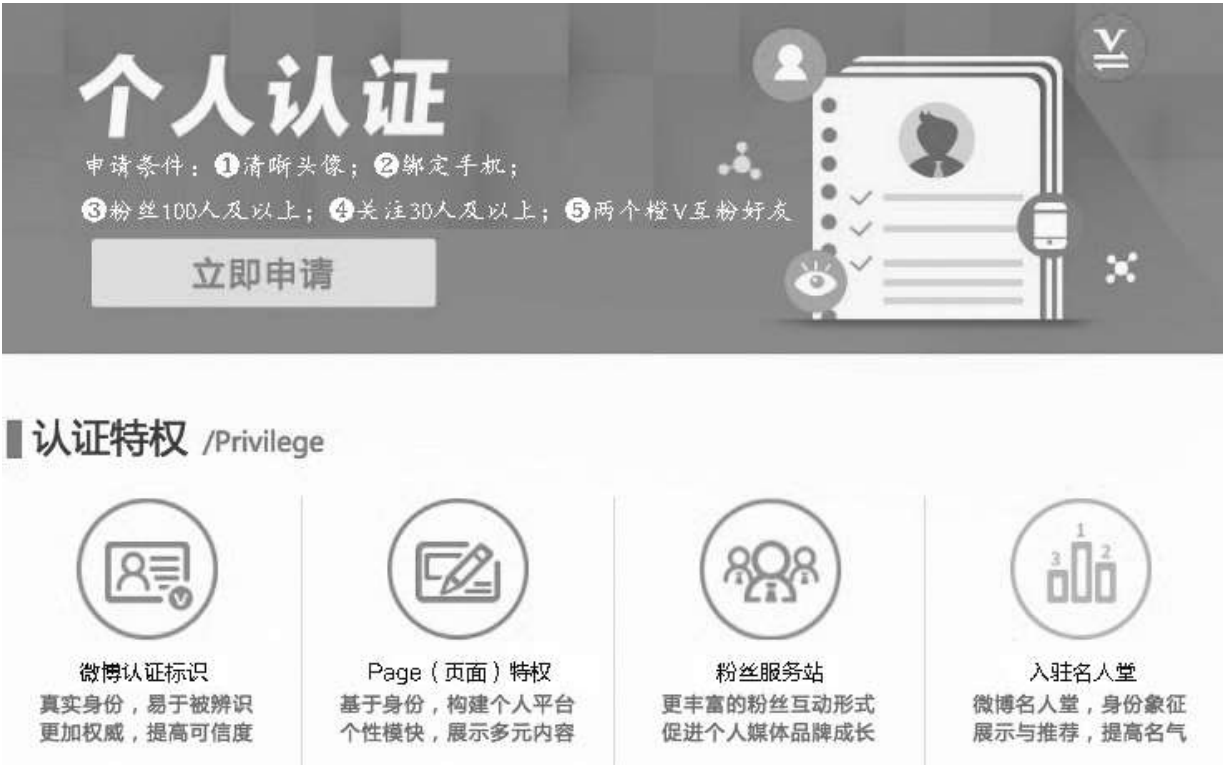 个人认证
申请条件：❶清晰头像；❷绑定手机；
❸粉丝100人及以上；❹关注30人及以上；❺两个橙V互粉好友
立即申请
V
认证特权 /Privilege
V
3 1 2
微博认证标识
真实身份，易于被辨识
更加权威，提高可信度
Page（页面）特权
基于身份，构建个人平台
个性模快，展示多元内容
粉丝服务站
更丰富的粉丝互动形式
促进个人媒体品牌成长
入驻名人堂
微博名人堂，身份象征
展示与推荐，提高名气